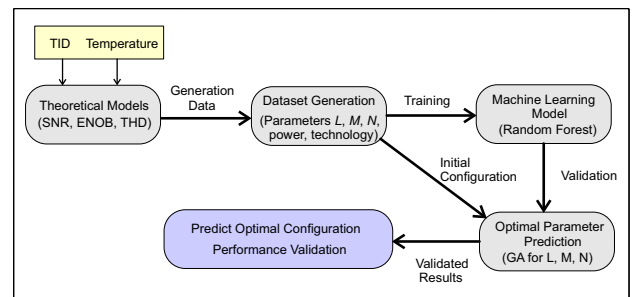 TID Temperature
Theoretical Models
(SNR, ENOB, THD)
Generation
Data
Dataset Generation
(Parameters L, M, N,
power, technology)
Training
Machine Learning
Model
(Random Forest)
Initial
Configuration
Validation
Optimal Parameter
Prediction
(GA for L, M, N)
Validated
Results
Predict Optimal Configuration
Performance Validation